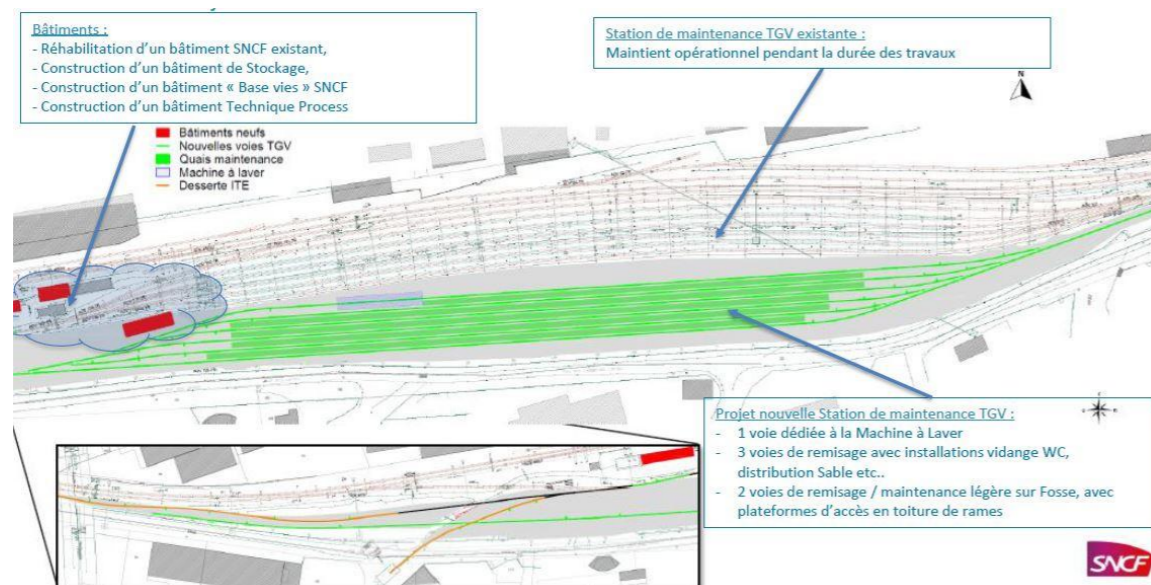 Bâtiments :
- Réhabilitation d'un bâtiment SNCF existant,
- Construction d'un bâtiment de Stockage,
- Construction d'un bâtiment « Base vies » SNCF
- Construction d'un bâtiment Technique Process
Station de maintenance TGV existante :
Maintient opérationnel pendant la durée des travaux
N
Bâtiments neufs
Nouvelles voies TGV
Quais maintenance
Machine à laver
Desserte ITE
Projet nouvelle Station de maintenance TGV :
- 1 voie dédiée à la Machine à Laver
- 3 voies de remisage avec installations vidange WC,
distribution Sable etc..
- 2 voies de remisage / maintenance légère sur Fosse, avec
plateformes d'accès en toiture de rames
SNCF